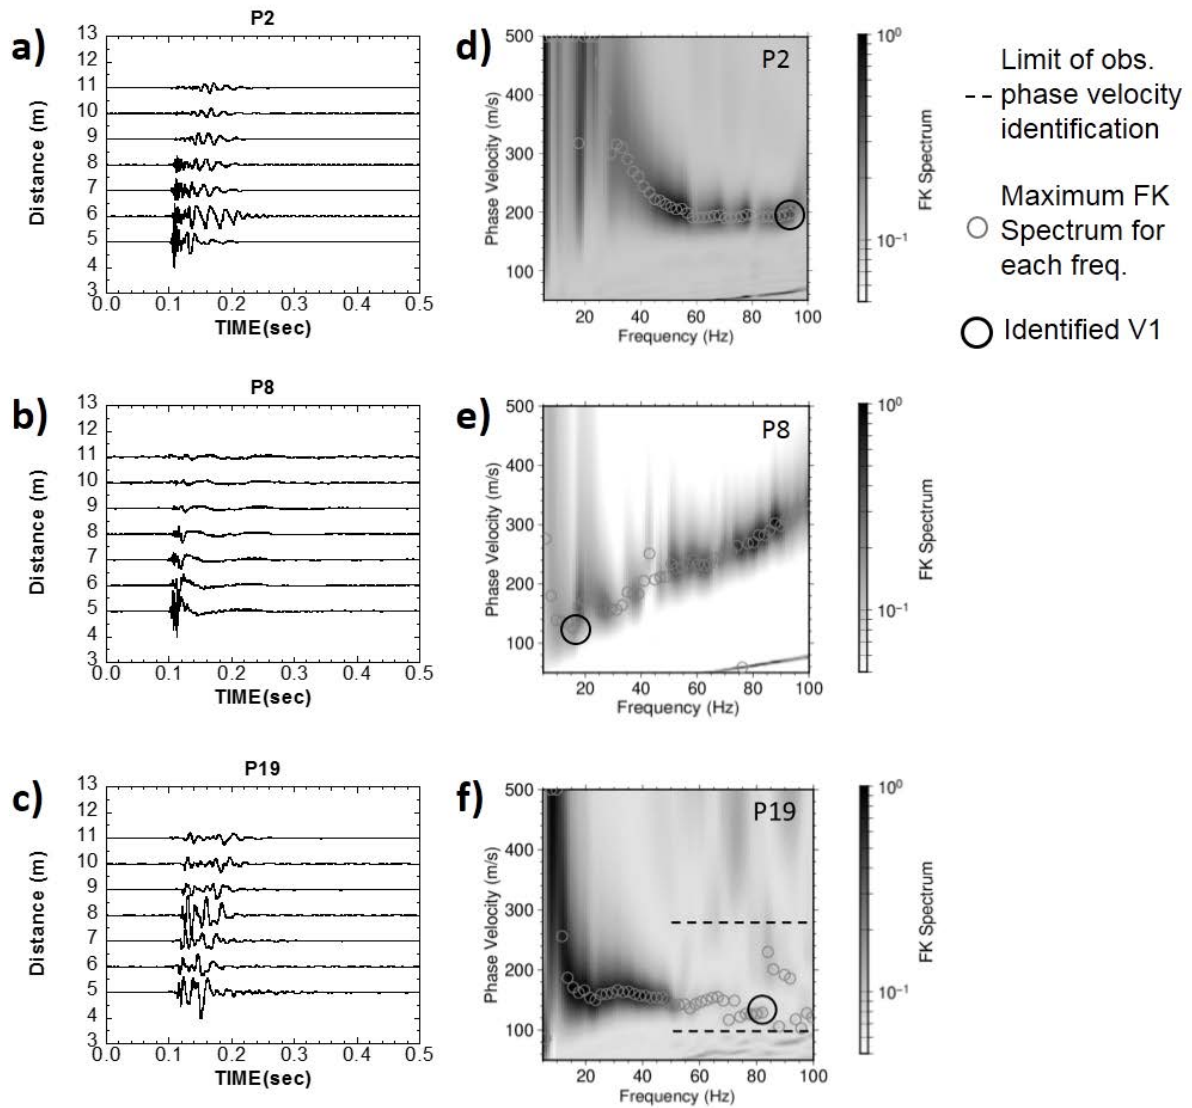 a)
P2
13
12
11
10
9
8
7
6
5
4
3
Distance (m)
0.0 0.1 0.2 0.3 0.4 0.5
TIME(sec)
d)
P2
500
400
300
200
100
Phase Velocity (m/s)
20 40 60 80 100
Frequency (Hz)
10⁰
10⁻¹
FK Spectrum
Limit of obs.
-- phase velocity
identification
Maximum FK
Spectrum for
each freq.
Identified V1
b)
P8
13
12
11
10
9
8
7
6
5
4
3
Distance (m)
0.0 0.1 0.2 0.3 0.4 0.5
TIME(sec)
e)
P8
500
400
300
200
100
Phase Velocity (m/s)
20 40 60 80 100
Frequency (Hz)
10⁰
10⁻¹
FK Spectrum
c)
P19
13
12
11
10
9
8
7
6
5
4
3
Distance (m)
0.0 0.1 0.2 0.3 0.4 0.5
TIME(sec)
f)
P19
500
400
300
200
100
Phase Velocity (m/s)
20 40 60 80 100
Frequency (Hz)
10⁰
10⁻¹
FK Spectrum